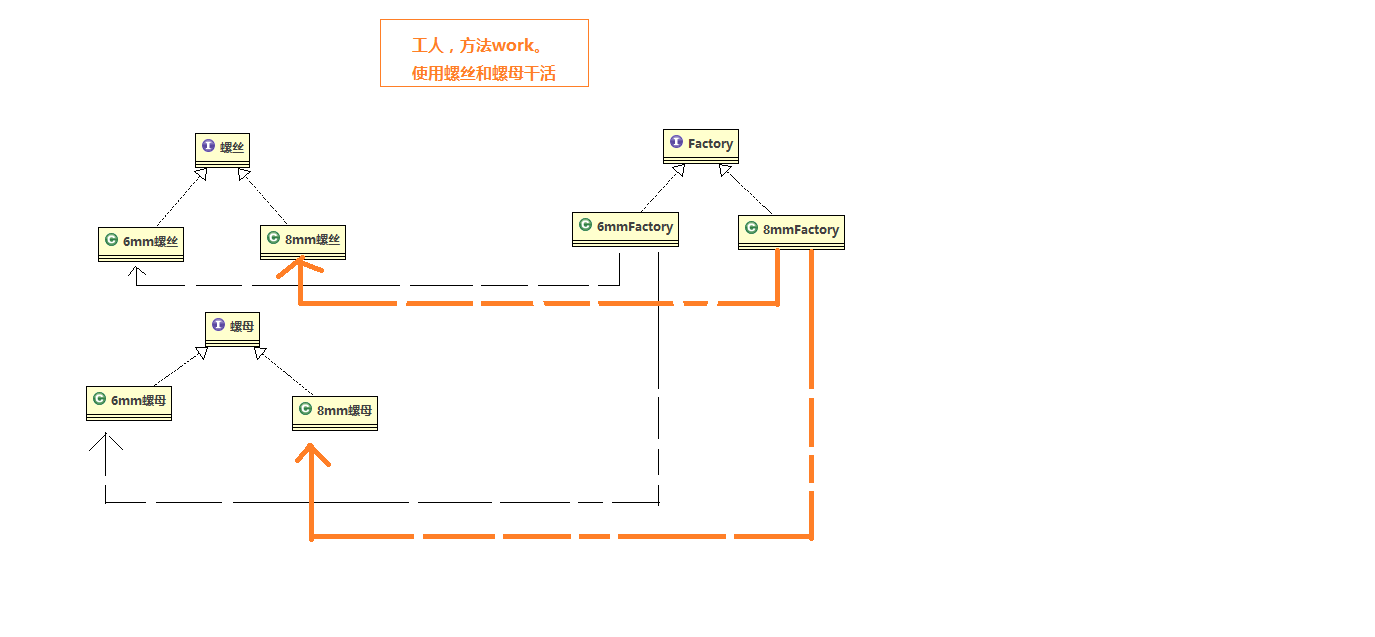 工人，方法work。
使用螺丝和螺母干活
I 螺丝
I Factory
C 6mm螺丝
C 8mm螺丝
C 6mmFactory
C 8mmFactory
I 螺母
C 6mm螺母
C 8mm螺母